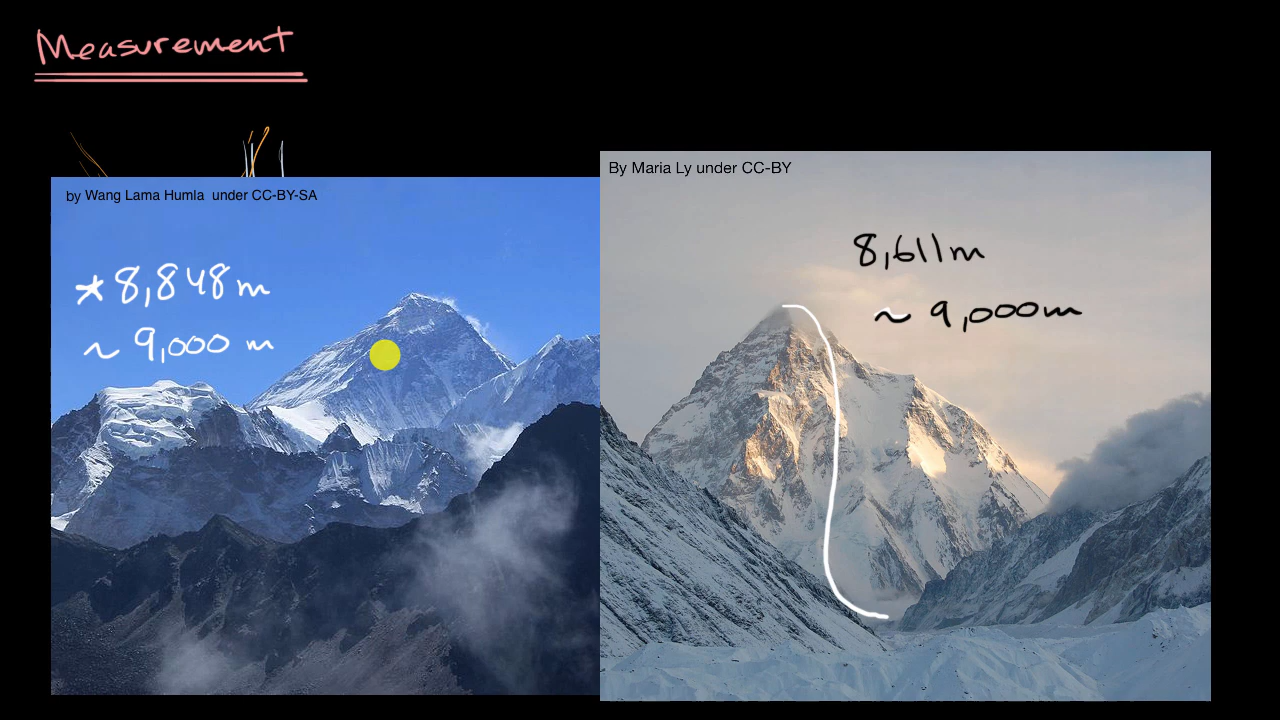 Measurement
by Wang Lama Humla under CC-BY-SA
★ 8,848 m
~ 9,000 m
By Maria Ly under CC-BY
8,611m
~ 9,000m